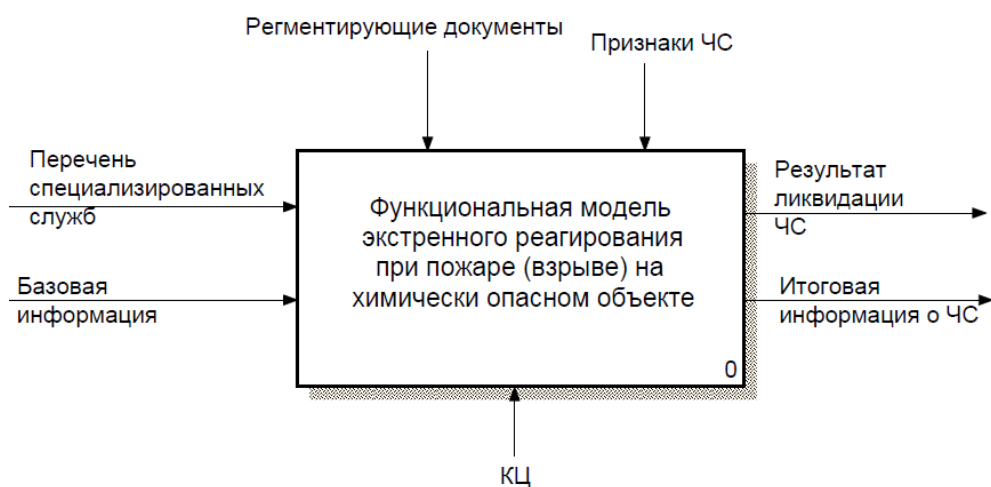 Регментирующие документы
Признаки ЧС
Перечень
специализированных
служб
Базовая
информация
Функциональная модель
экстренного реагирования
при пожаре (взрыве) на
химически опасном объекте
0
Результат
ликвидации
ЧС
Итоговая
информация о ЧС
КЦ